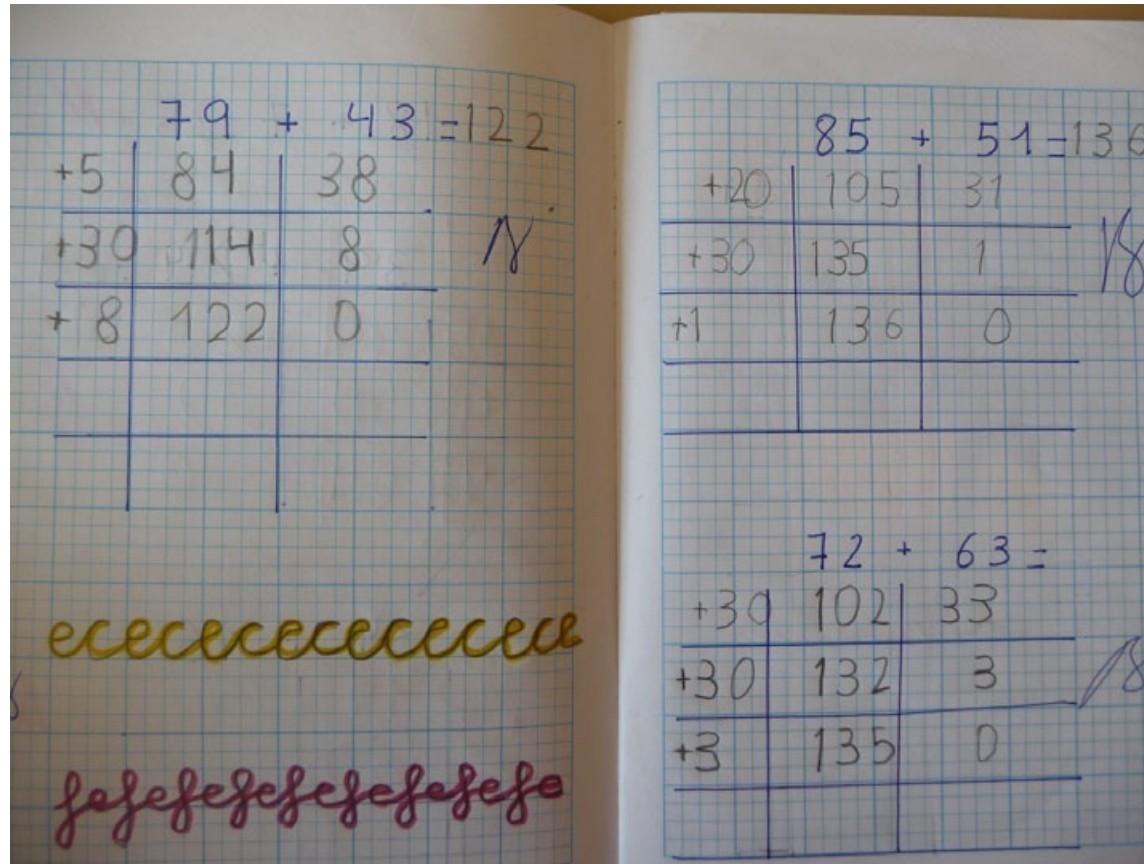 79 + 43 = 122
+5 84 38
+30 114 8
+8 122 0
ececececececececece
fefefefefefefefefe
85 + 51 = 136
+20 105 31
+30 135 1
+1 136 0
72 + 63 =
+30 102 33
+30 132 3
+3 135 0